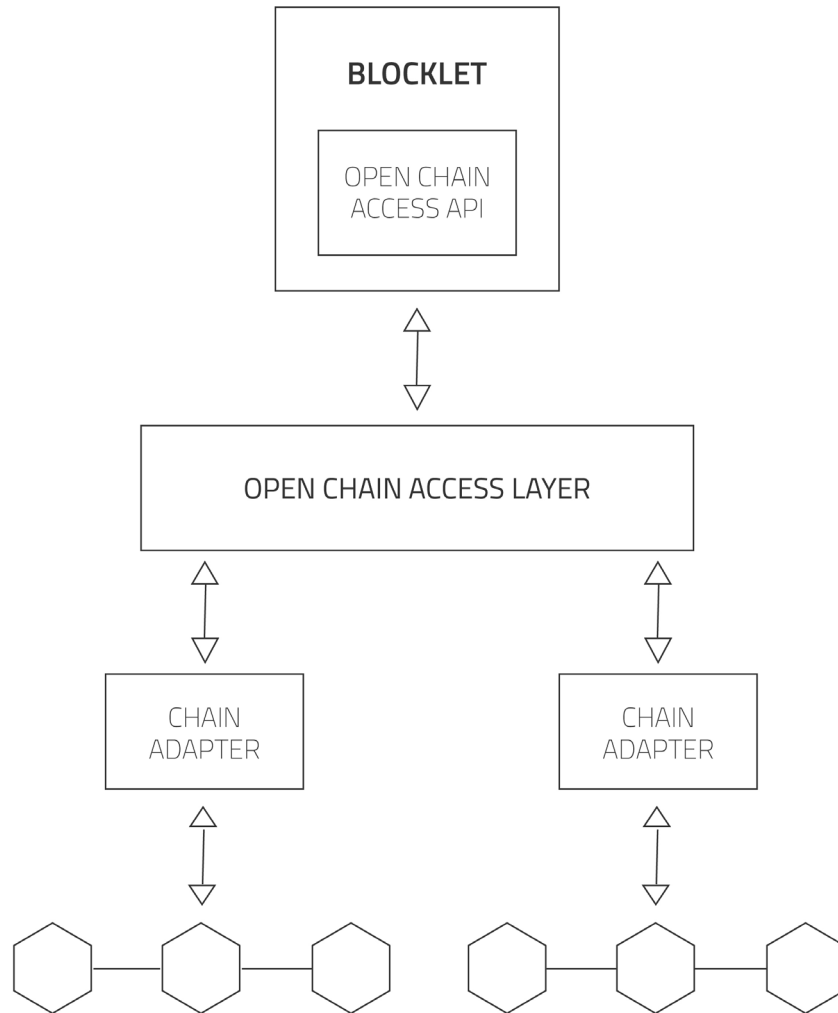 BLOCKLET
OPEN CHAIN
ACCESS API
OPEN CHAIN ACCESS LAYER
CHAIN
ADAPTER
CHAIN
ADAPTER